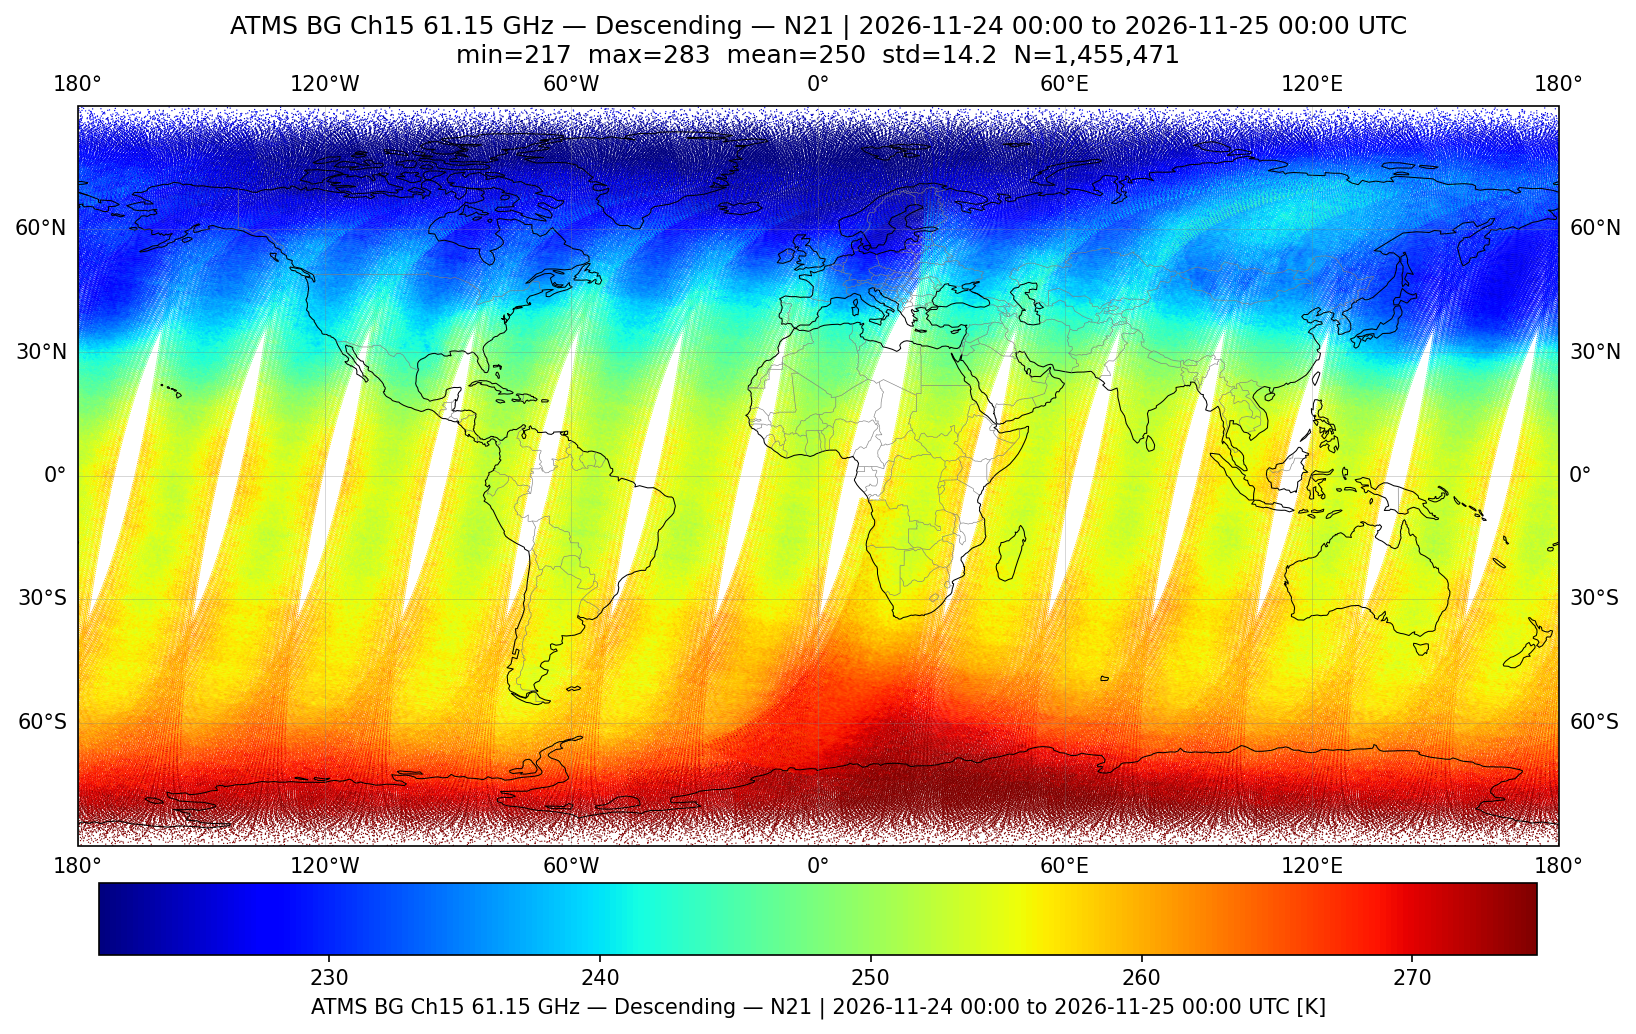 ATMS BG Ch15 61.15 GHz — Descending — N21 | 2026-11-24 00:00 to 2026-11-25 00:00 UTC
min=217  max=283  mean=250  std=14.2  N=1,455,471
180° 120°W 60°W 0° 60°E 120°E 180°
60°N 60°N
30°N 30°N
0° 0°
30°S 30°S
60°S 60°S
180° 120°W 60°W 0° 60°E 120°E 180°
230 240 250 260 270
ATMS BG Ch15 61.15 GHz — Descending — N21 | 2026-11-24 00:00 to 2026-11-25 00:00 UTC [K]